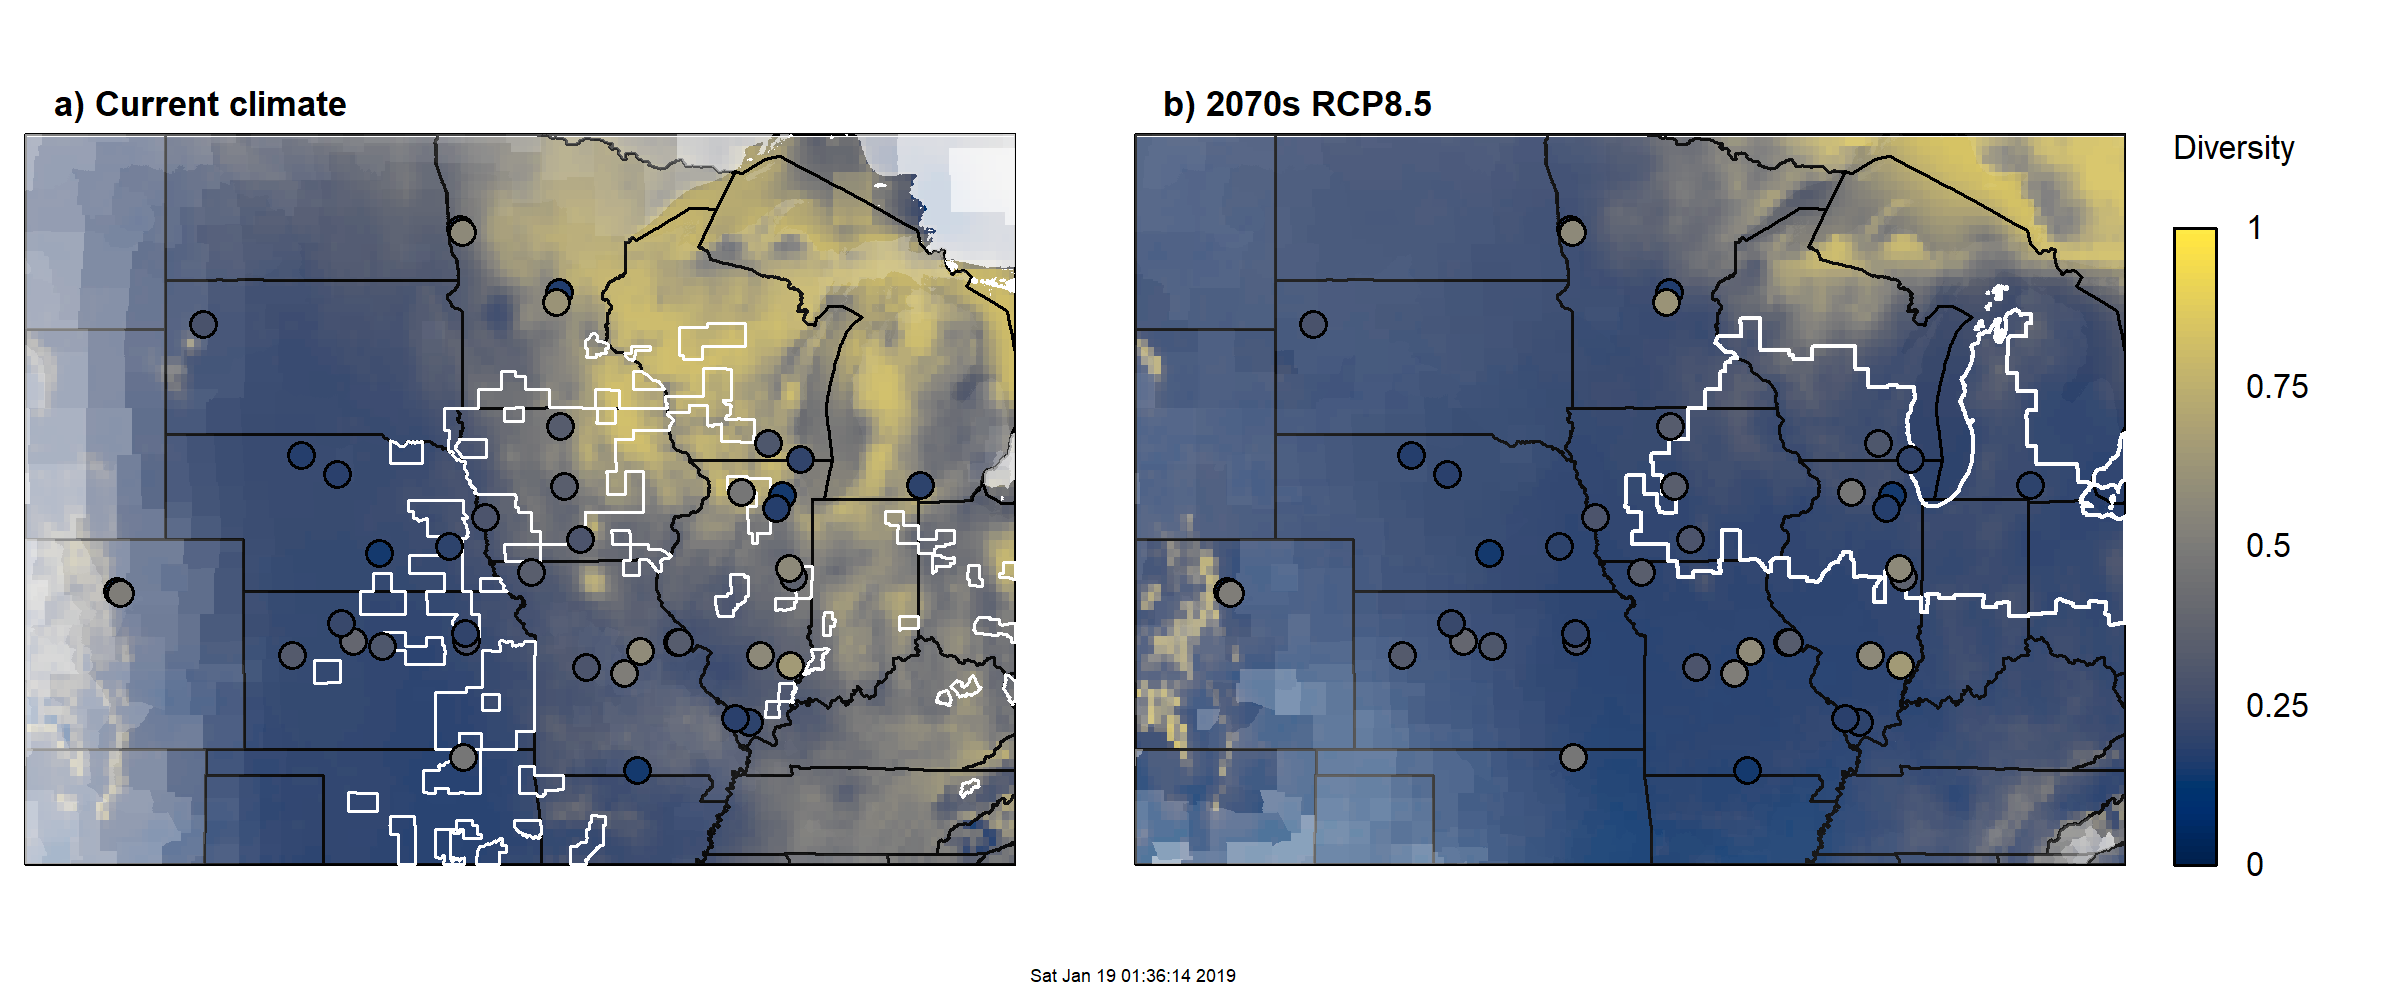 a) Current climate
b) 2070s RCP8.5
Diversity
1
0.75
0.5
0.25
0
Sat Jan 19 01:36:14 2019